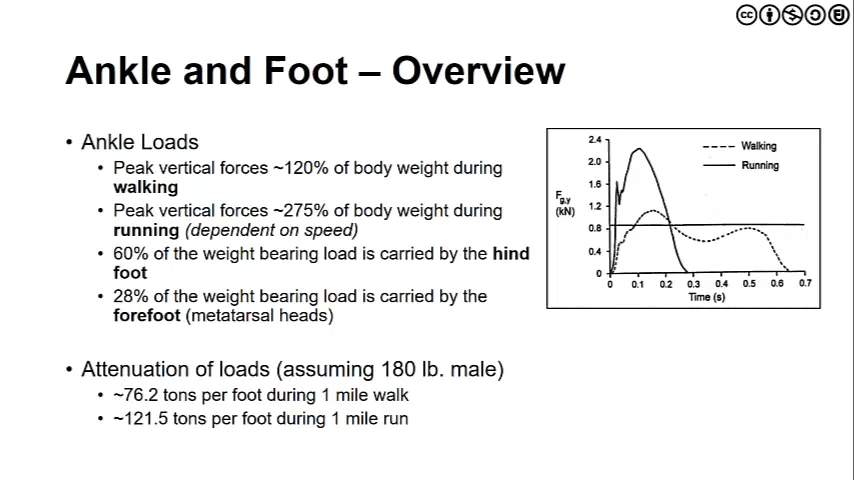 Ankle and Foot – Overview
• Ankle Loads
• Peak vertical forces ~120% of body weight during
walking
• Peak vertical forces ~275% of body weight during
running (dependent on speed)
• 60% of the weight bearing load is carried by the hind
foot
• 28% of the weight bearing load is carried by the
forefoot (metatarsal heads)
• Attenuation of loads (assuming 180 lb. male)
• ~76.2 tons per foot during 1 mile walk
• ~121.5 tons per foot during 1 mile run
Walking
Running
Fg,y
(kN)
2.4
2.0
1.6
1.2
0.8
0.4
0
0 0.1 0.2 0.3 0.4 0.5 0.6 0.7
Time (s)